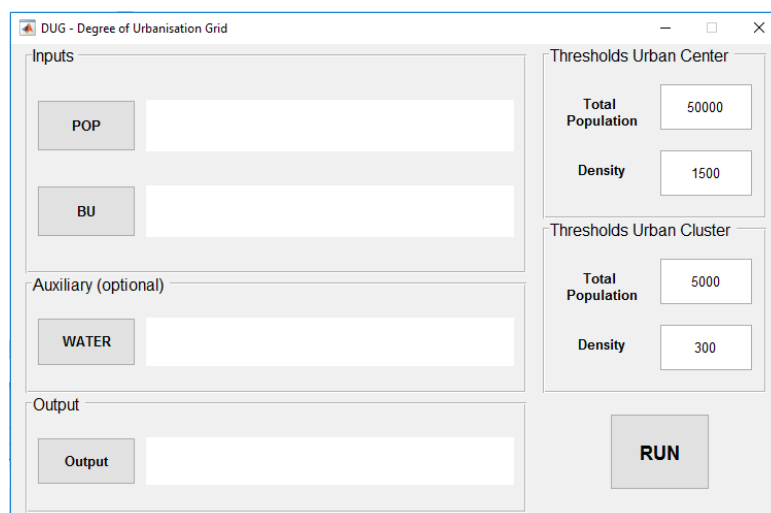 DUG - Degree of Urbanisation Grid
Inputs
POP
BU
Auxiliary (optional)
WATER
Output
Output
Thresholds Urban Center
Total
Population
50000
Density
1500
Thresholds Urban Cluster
Total
Population
5000
Density
300
RUN